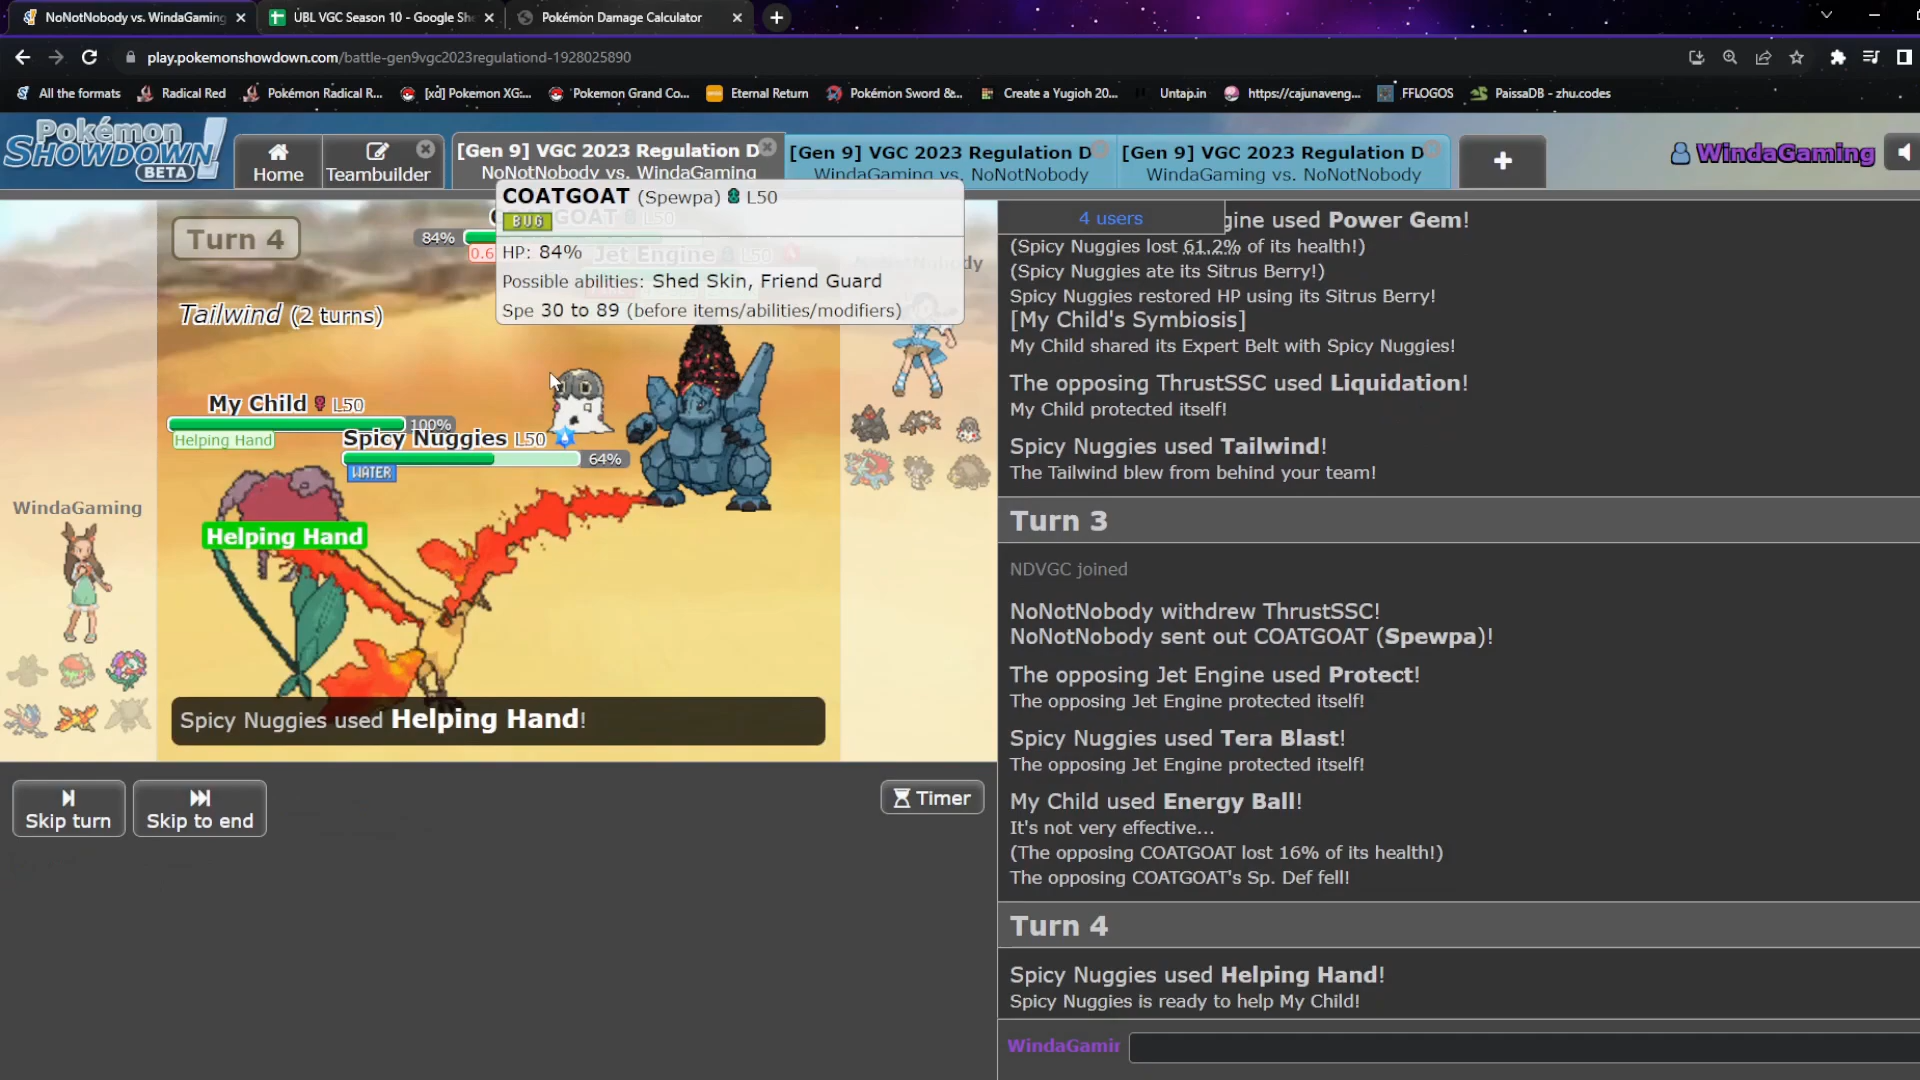 NoNotNobody vs. WindaGaming
UBL VGC Season 10 - Google She
Pokémon Damage Calculator
play.pokemonshowdown.com/battle-gen9vgc2023regulationd-1928025890
All the formats
Radical Red
Pokémon Radical R...
[xd] Pokemon XG:...
Pokemon Grand Co...
Eternal Return
Pokémon Sword &...
Create a Yugioh 20...
Untap.in
https://cajunaveng...
FFLOGOS
PaissaDB - zhu.codes
Pokémon
SHOWDOWN!
BETA
Home
Teambuilder
[Gen 9] VGC 2023 Regulation D
NoNotNobody vs. WindaGaming
[Gen 9] VGC 2023 Regulation D
WindaGaming vs. NoNotNobody
[Gen 9] VGC 2023 Regulation D
WindaGaming vs. NoNotNobody
WindaGaming
COATGOAT (Spewpa) L50
BUG
HP: 84%
Possible abilities: Shed Skin, Friend Guard
Spe 30 to 89 (before items/abilities/modifiers)
Turn 4
84%
Jet Engine L50
Tailwind (2 turns)
My Child L50
100%
Helping Hand
Spicy Nuggies L50
64%
WATER
WindaGaming
Helping Hand
Spicy Nuggies used Helping Hand!
Skip turn
Skip to end
Timer
4 users
gine used Power Gem!
(Spicy Nuggies lost 61.2% of its health!)
(Spicy Nuggies ate its Sitrus Berry!)
Spicy Nuggies restored HP using its Sitrus Berry!
[My Child's Symbiosis]
My Child shared its Expert Belt with Spicy Nuggies!
The opposing ThrustSSC used Liquidation!
My Child protected itself!
Spicy Nuggies used Tailwind!
The Tailwind blew from behind your team!
Turn 3
NDVGC joined
NoNotNobody withdrew ThrustSSC!
NoNotNobody sent out COATGOAT (Spewpa)!
The opposing Jet Engine used Protect!
The opposing Jet Engine protected itself!
Spicy Nuggies used Tera Blast!
The opposing Jet Engine protected itself!
My Child used Energy Ball!
It's not very effective...
(The opposing COATGOAT lost 16% of its health!)
The opposing COATGOAT's Sp. Def fell!
Turn 4
Spicy Nuggies used Helping Hand!
Spicy Nuggies is ready to help My Child!
WindaGamin